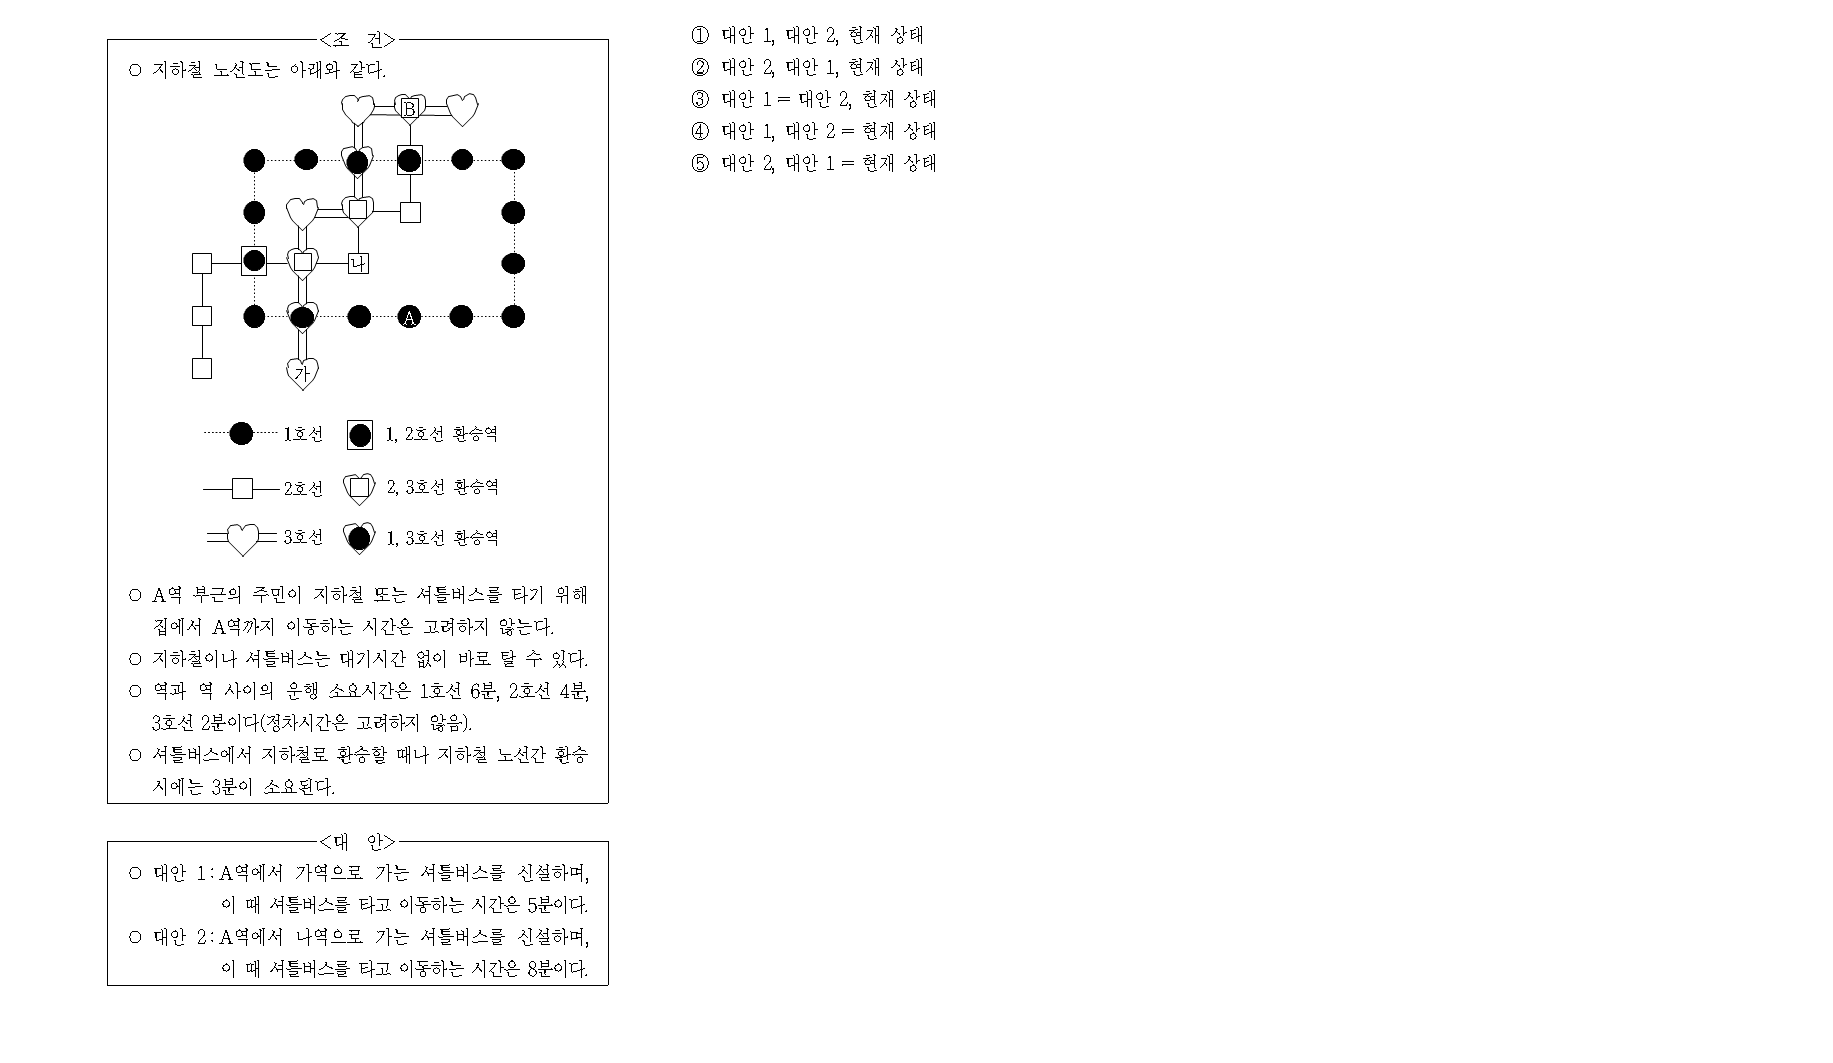 <조 건>
○ 지하철 노선도는 아래와 같다.
B
나
A
가
1호선 1, 2호선 환승역
2호선 2, 3호선 환승역
3호선 1, 3호선 환승역
○ A역 부근의 주민이 지하철 또는 셔틀버스를 타기 위해
집에서 A역까지 이동하는 시간은 고려하지 않는다.
○ 지하철이나 셔틀버스는 대기시간 없이 바로 탈 수 있다.
○ 역과 역 사이의 운행 소요시간은 1호선 6분, 2호선 4분,
3호선 2분이다(정차시간은 고려하지 않음).
○ 셔틀버스에서 지하철로 환승할 때나 지하철 노선간 환승
시에는 3분이 소요된다.
<대 안>
○ 대안 1:A역에서 가역으로 가는 셔틀버스를 신설하며,
이 때 셔틀버스를 타고 이동하는 시간은 5분이다.
○ 대안 2:A역에서 나역으로 가는 셔틀버스를 신설하며,
이 때 셔틀버스를 타고 이동하는 시간은 8분이다.
① 대안 1, 대안 2, 현재 상태
② 대안 2, 대안 1, 현재 상태
③ 대안 1 = 대안 2, 현재 상태
④ 대안 1, 대안 2 = 현재 상태
⑤ 대안 2, 대안 1 = 현재 상태